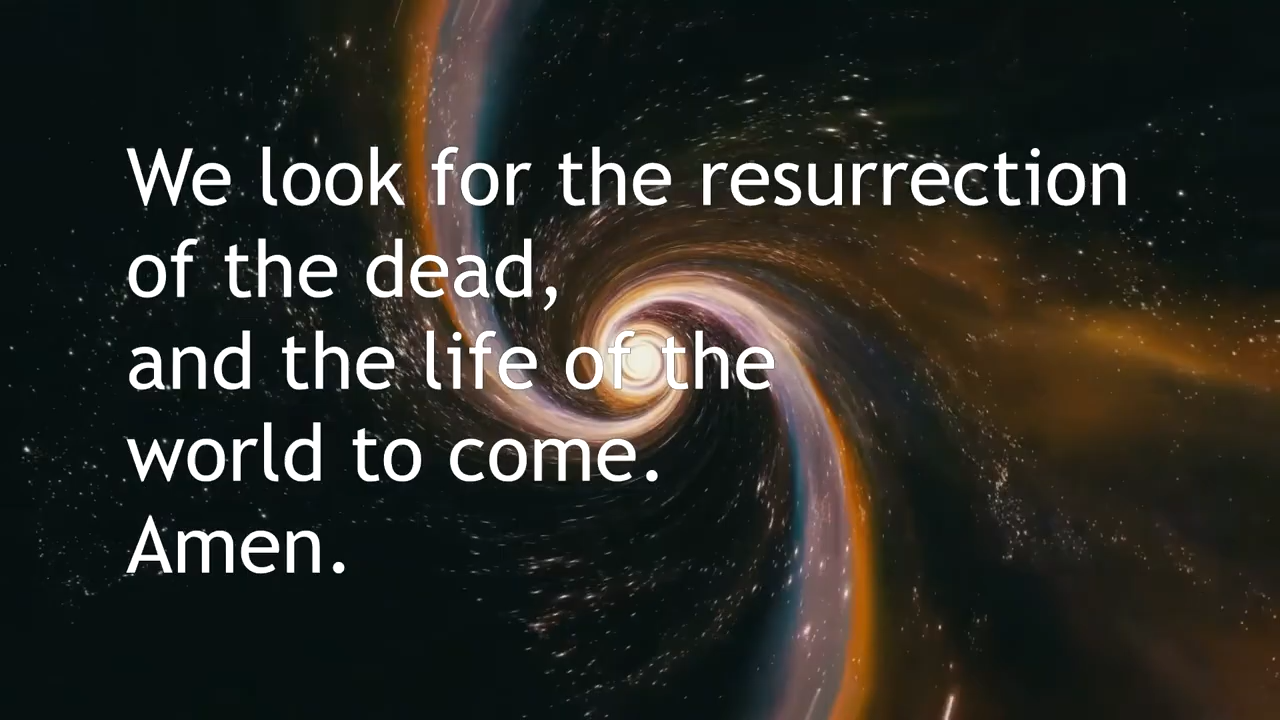 We look for the resurrection
of the dead,
and the life of the
world to come.
Amen.